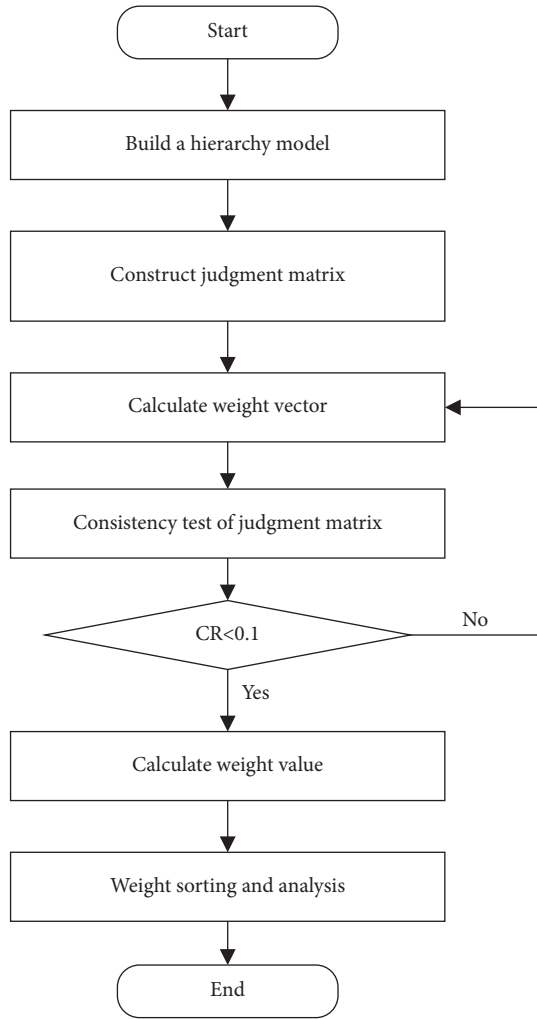 Start
Build a hierarchy model
Construct judgment matrix
Calculate weight vector
Consistency test of judgment matrix
CR<0.1
No
Yes
Calculate weight value
Weight sorting and analysis
End